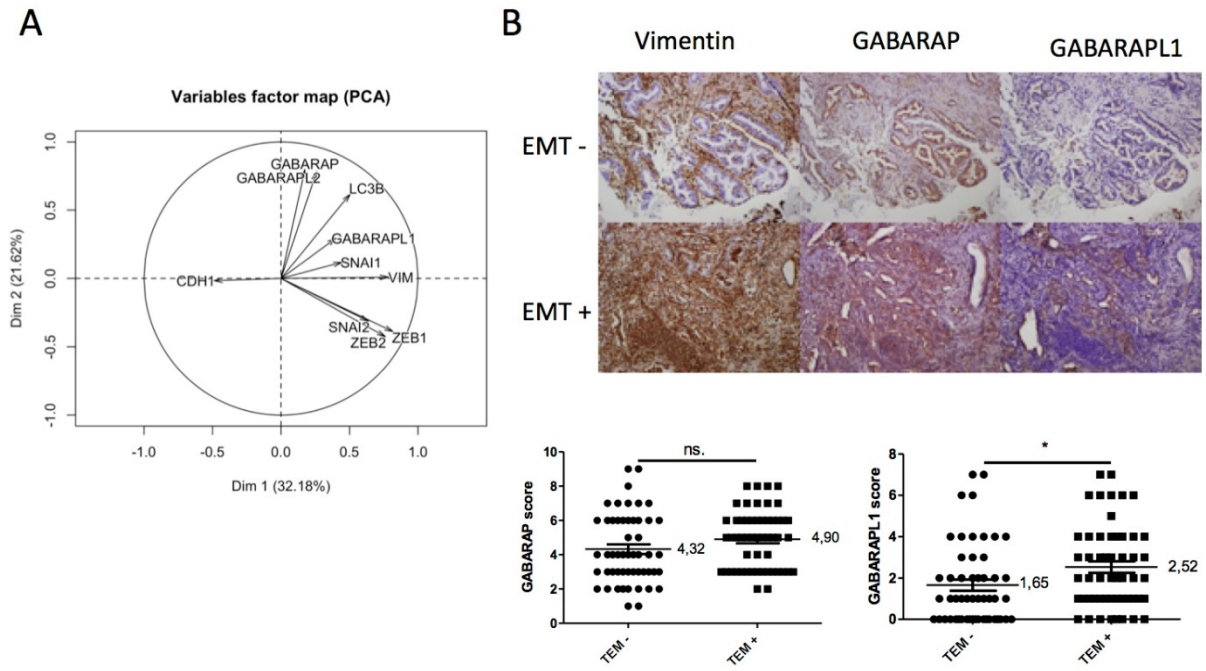 A
Variables factor map (PCA)
Dim 2 (21.62%)
1.0
0.5
0.0
-0.5
-1.0
GABARAP
GABARAPL2
LC3B
GABARAPL1
SNAI1
CDH1
VIM
SNAI2
ZEB1
ZEB2
-1.0 -0.5 0.0 0.5 1.0
Dim 1 (32.18%)
B
Vimentin GABARAP GABARAPL1
EMT -
EMT +
GABARAP score
10
8
6
4
2
0
ns.
4,32
4,90
TEM -
TEM +
GABARAPL1 score
8
6
4
2
0
*
1,65
2,52
TEM -
TEM +